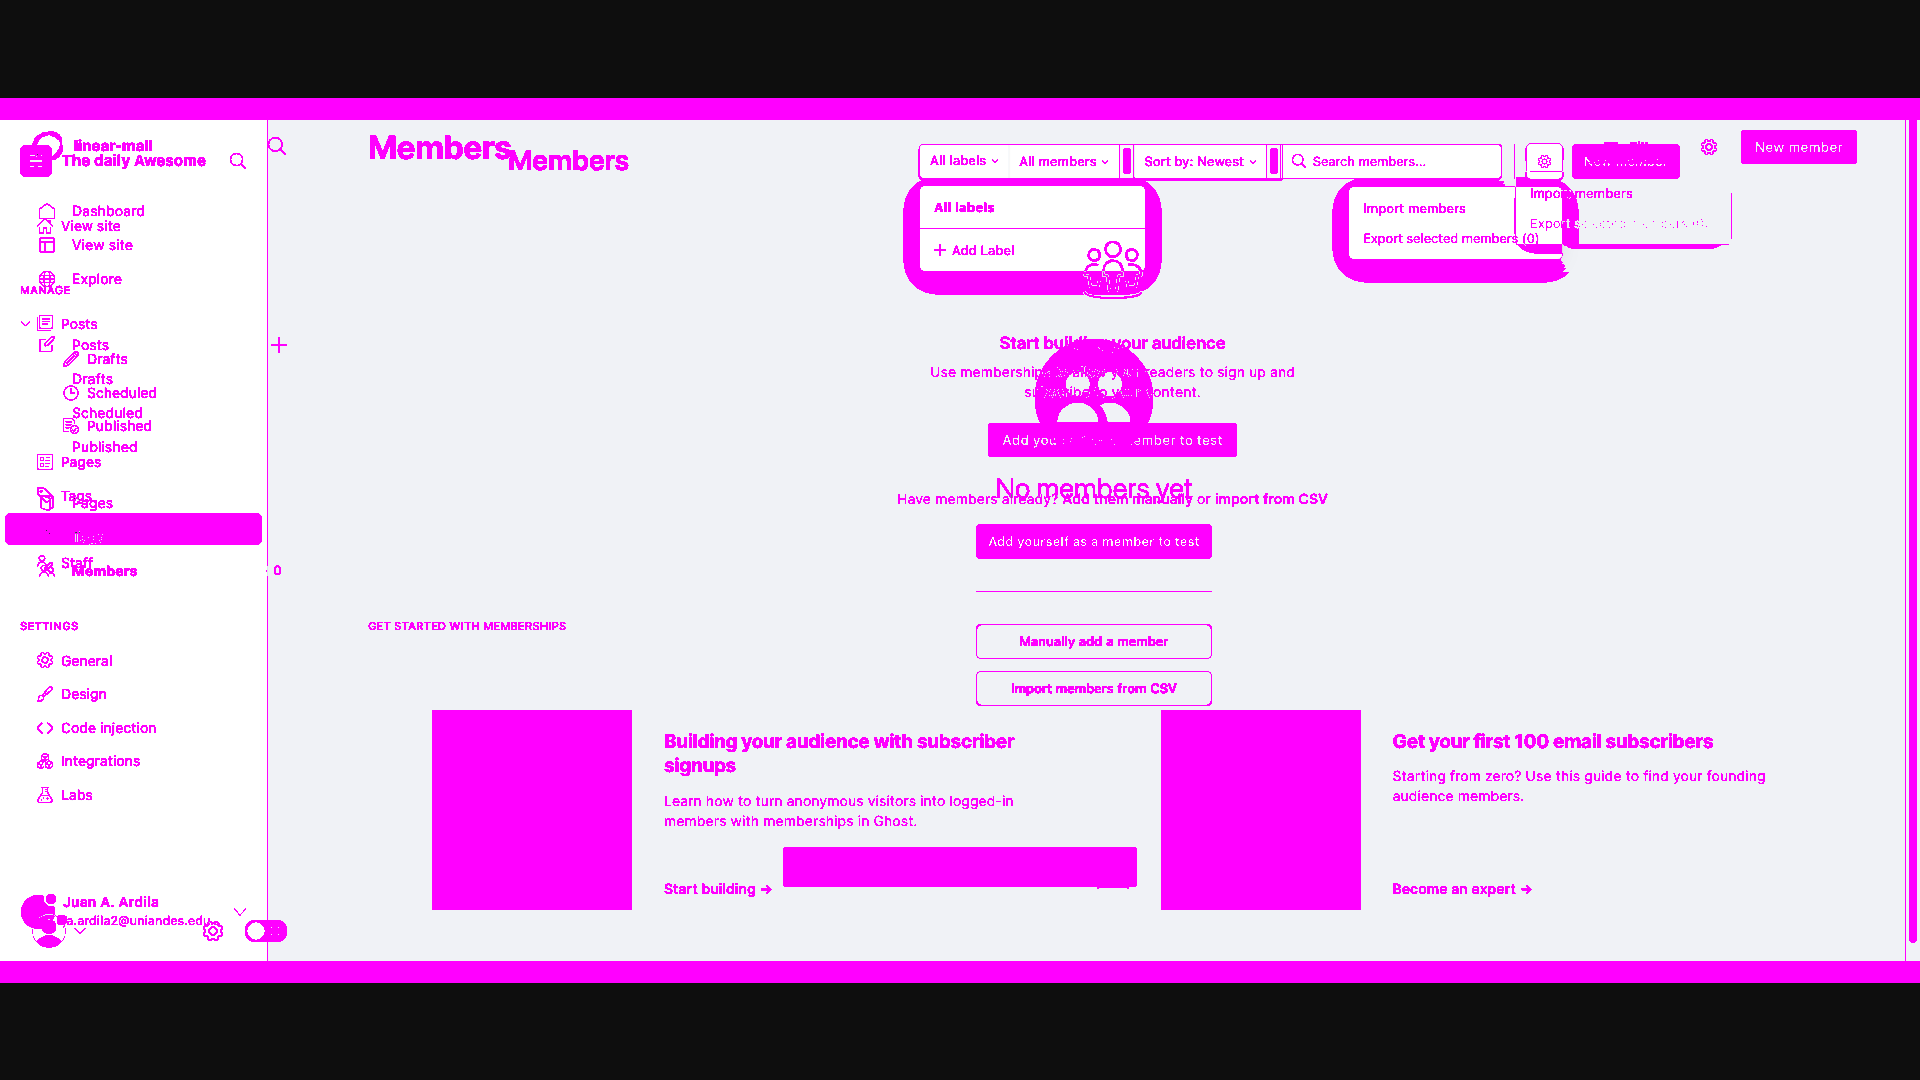 linear-mall
The daily Awesome
Dashboard
View site
View site
Explore
MANAGE
Posts
Posts
Drafts
Drafts
Scheduled
Scheduled
Published
Published
Pages
Tags
Pages
Tags
Staff
Members 0
SETTINGS
General
Design
Code injection
Integrations
Labs
Juan A. Ardila
a.ardila2@uniandes.edu
Members
Members
All labels
All members
Sort by: Newest
Search members...
New member
New member
All labels
Add Label
Import members
Export selected members (0)
Import members
Export
Start building your audience
Use memberships to allow your readers to sign up and
subscribe to your content.
Add yourself as a member to test
No members yet
Have members already? Add them manually or import from CSV
Add yourself as a member to test
GET STARTED WITH MEMBERSHIPS
Manually add a member
Import members from CSV
Building your audience with subscriber
signups
Learn how to turn anonymous visitors into logged-in
members with memberships in Ghost.
Start building →
Get your first 100 email subscribers
Starting from zero? Use this guide to find your founding
audience members.
Become an expert →